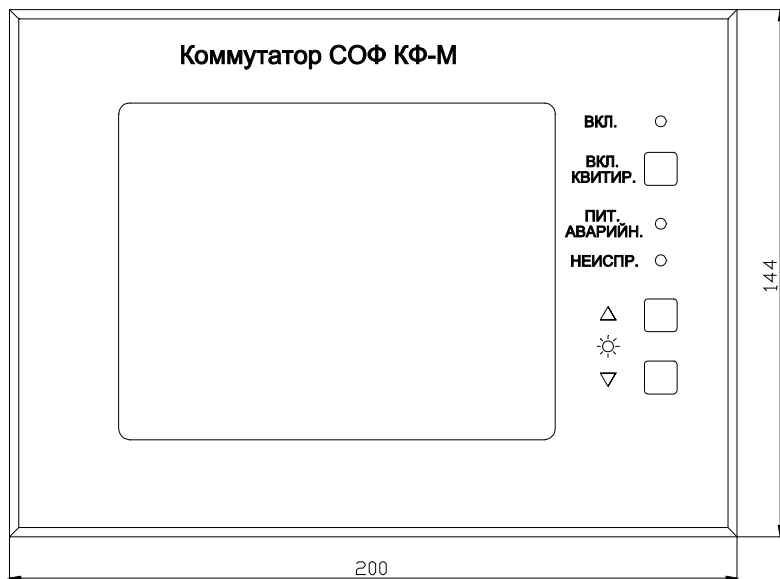 Коммутатор СОФ КФ-М
ВКЛ.
ВКЛ.
КВИТИР.
ПИТ.
АВАРИЙН.
НЕИСПР.
144
200